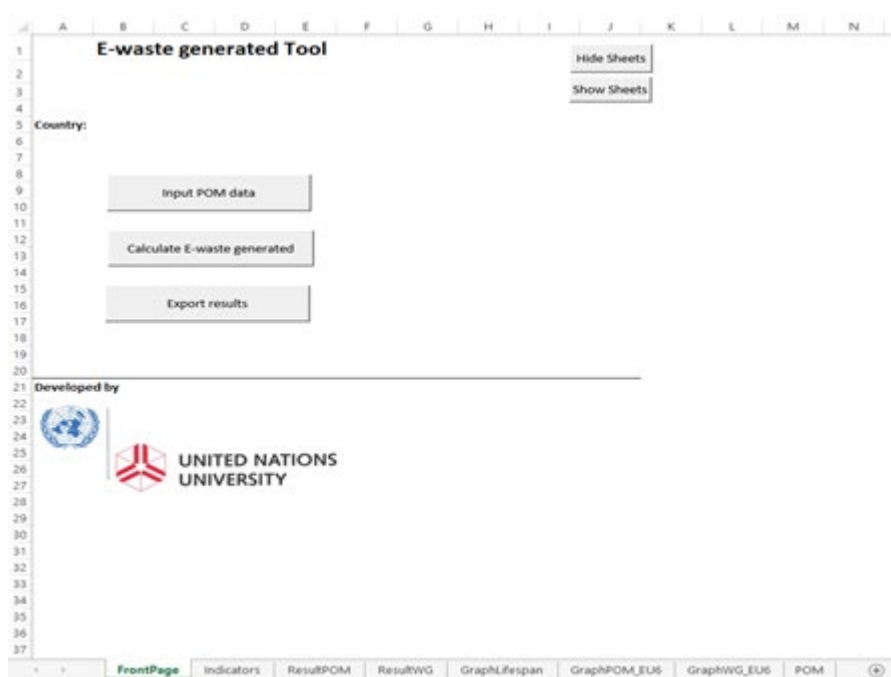 A B C D E F G H I J K L M N
1 E-waste generated Tool
Hide Sheets
2
3 Show Sheets
4
5 Country:
6
7
8
9 Input POM data
10
11
12
13 Calculate E-waste generated
14
15
16 Export results
17
18
19
20
21 Developed by
22
23
24
25 UNITED NATIONS
26
27 UNIVERSITY
28
29
30
31
32
33
34
35
36
37
FrontPage Indicators ResultPOM ResultWG GraphLifespan GraphPOM_EU6 GraphWG_EU6 POM